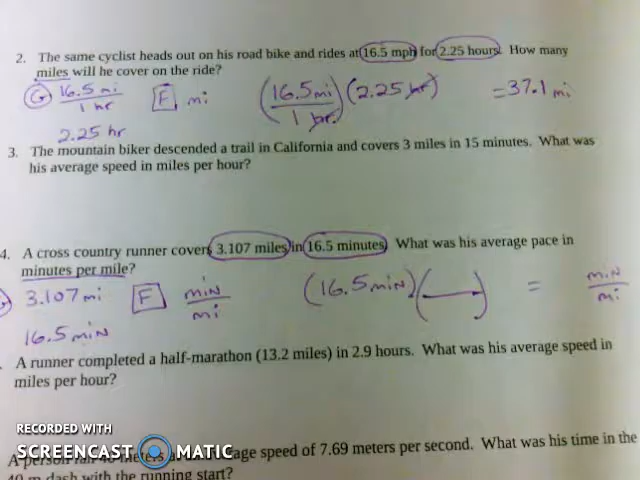 2. The same cyclist heads out on his road bike and rides at 16.5 mph for 2.25 hours. How many
miles will he cover on the ride?
G 16.5 mi / 1 hr F mi (16.5 mi / 1 hr.)(2.25 hr) = 37.1 mi
2.25 hr
3. The mountain biker descended a trail in California and covers 3 miles in 15 minutes. What was
his average speed in miles per hour?
4. A cross country runner covers 3.107 miles in 16.5 minutes. What was his average pace in
minutes per mile?
3.107 mi F min / mi (16.5 min)( — ) = min / mi
16.5 min
. A runner completed a half-marathon (13.2 miles) in 2.9 hours. What was his average speed in
miles per hour?
RECORDED WITH
SCREENCAST MATIC
A person ran 40 meters age speed of 7.69 meters per second. What was his time in the
40 m dash with the running start?